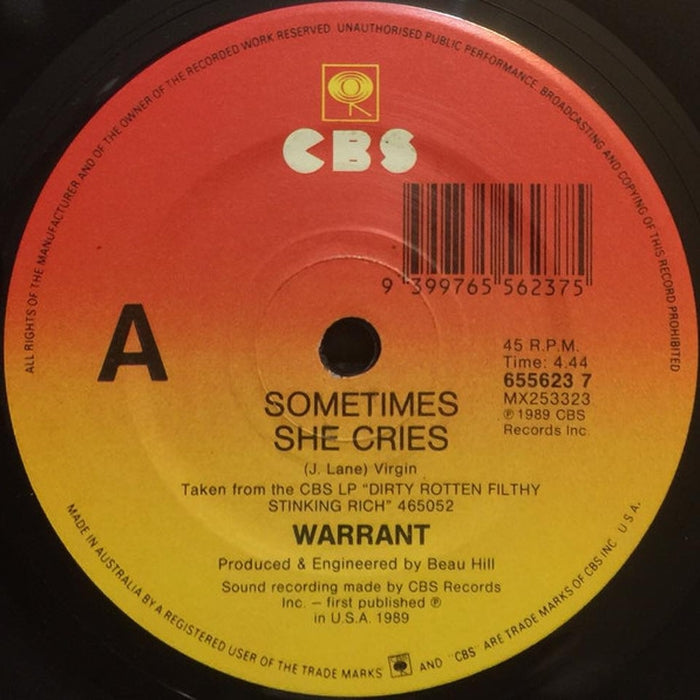 ALL RIGHTS OF THE MANUFACTURER AND OF THE OWNER OF THE RECORDED WORK RESERVED UNAUTHORISED PUBLIC PERFORMANCE, BROADCASTING AND COPYING OF THIS RECORD PROHIBITED
CBS
9 399765 562375
A
45 R.P.M.
Time: 4.44
655623 7
MX253323
℗ 1989 CBS
Records Inc.
SOMETIMES
SHE CRIES
(J. Lane) Virgin
Taken from the CBS LP "DIRTY ROTTEN FILTHY
STINKING RICH" 465052
WARRANT
Produced & Engineered by Beau Hill
Sound recording made by CBS Records
Inc. – first published ℗
in U.S.A. 1989
MADE IN AUSTRALIA BY A REGISTERED USER OF THE TRADE MARKS AND "CBS" ARE TRADE MARKS OF CBS INC U.S.A.